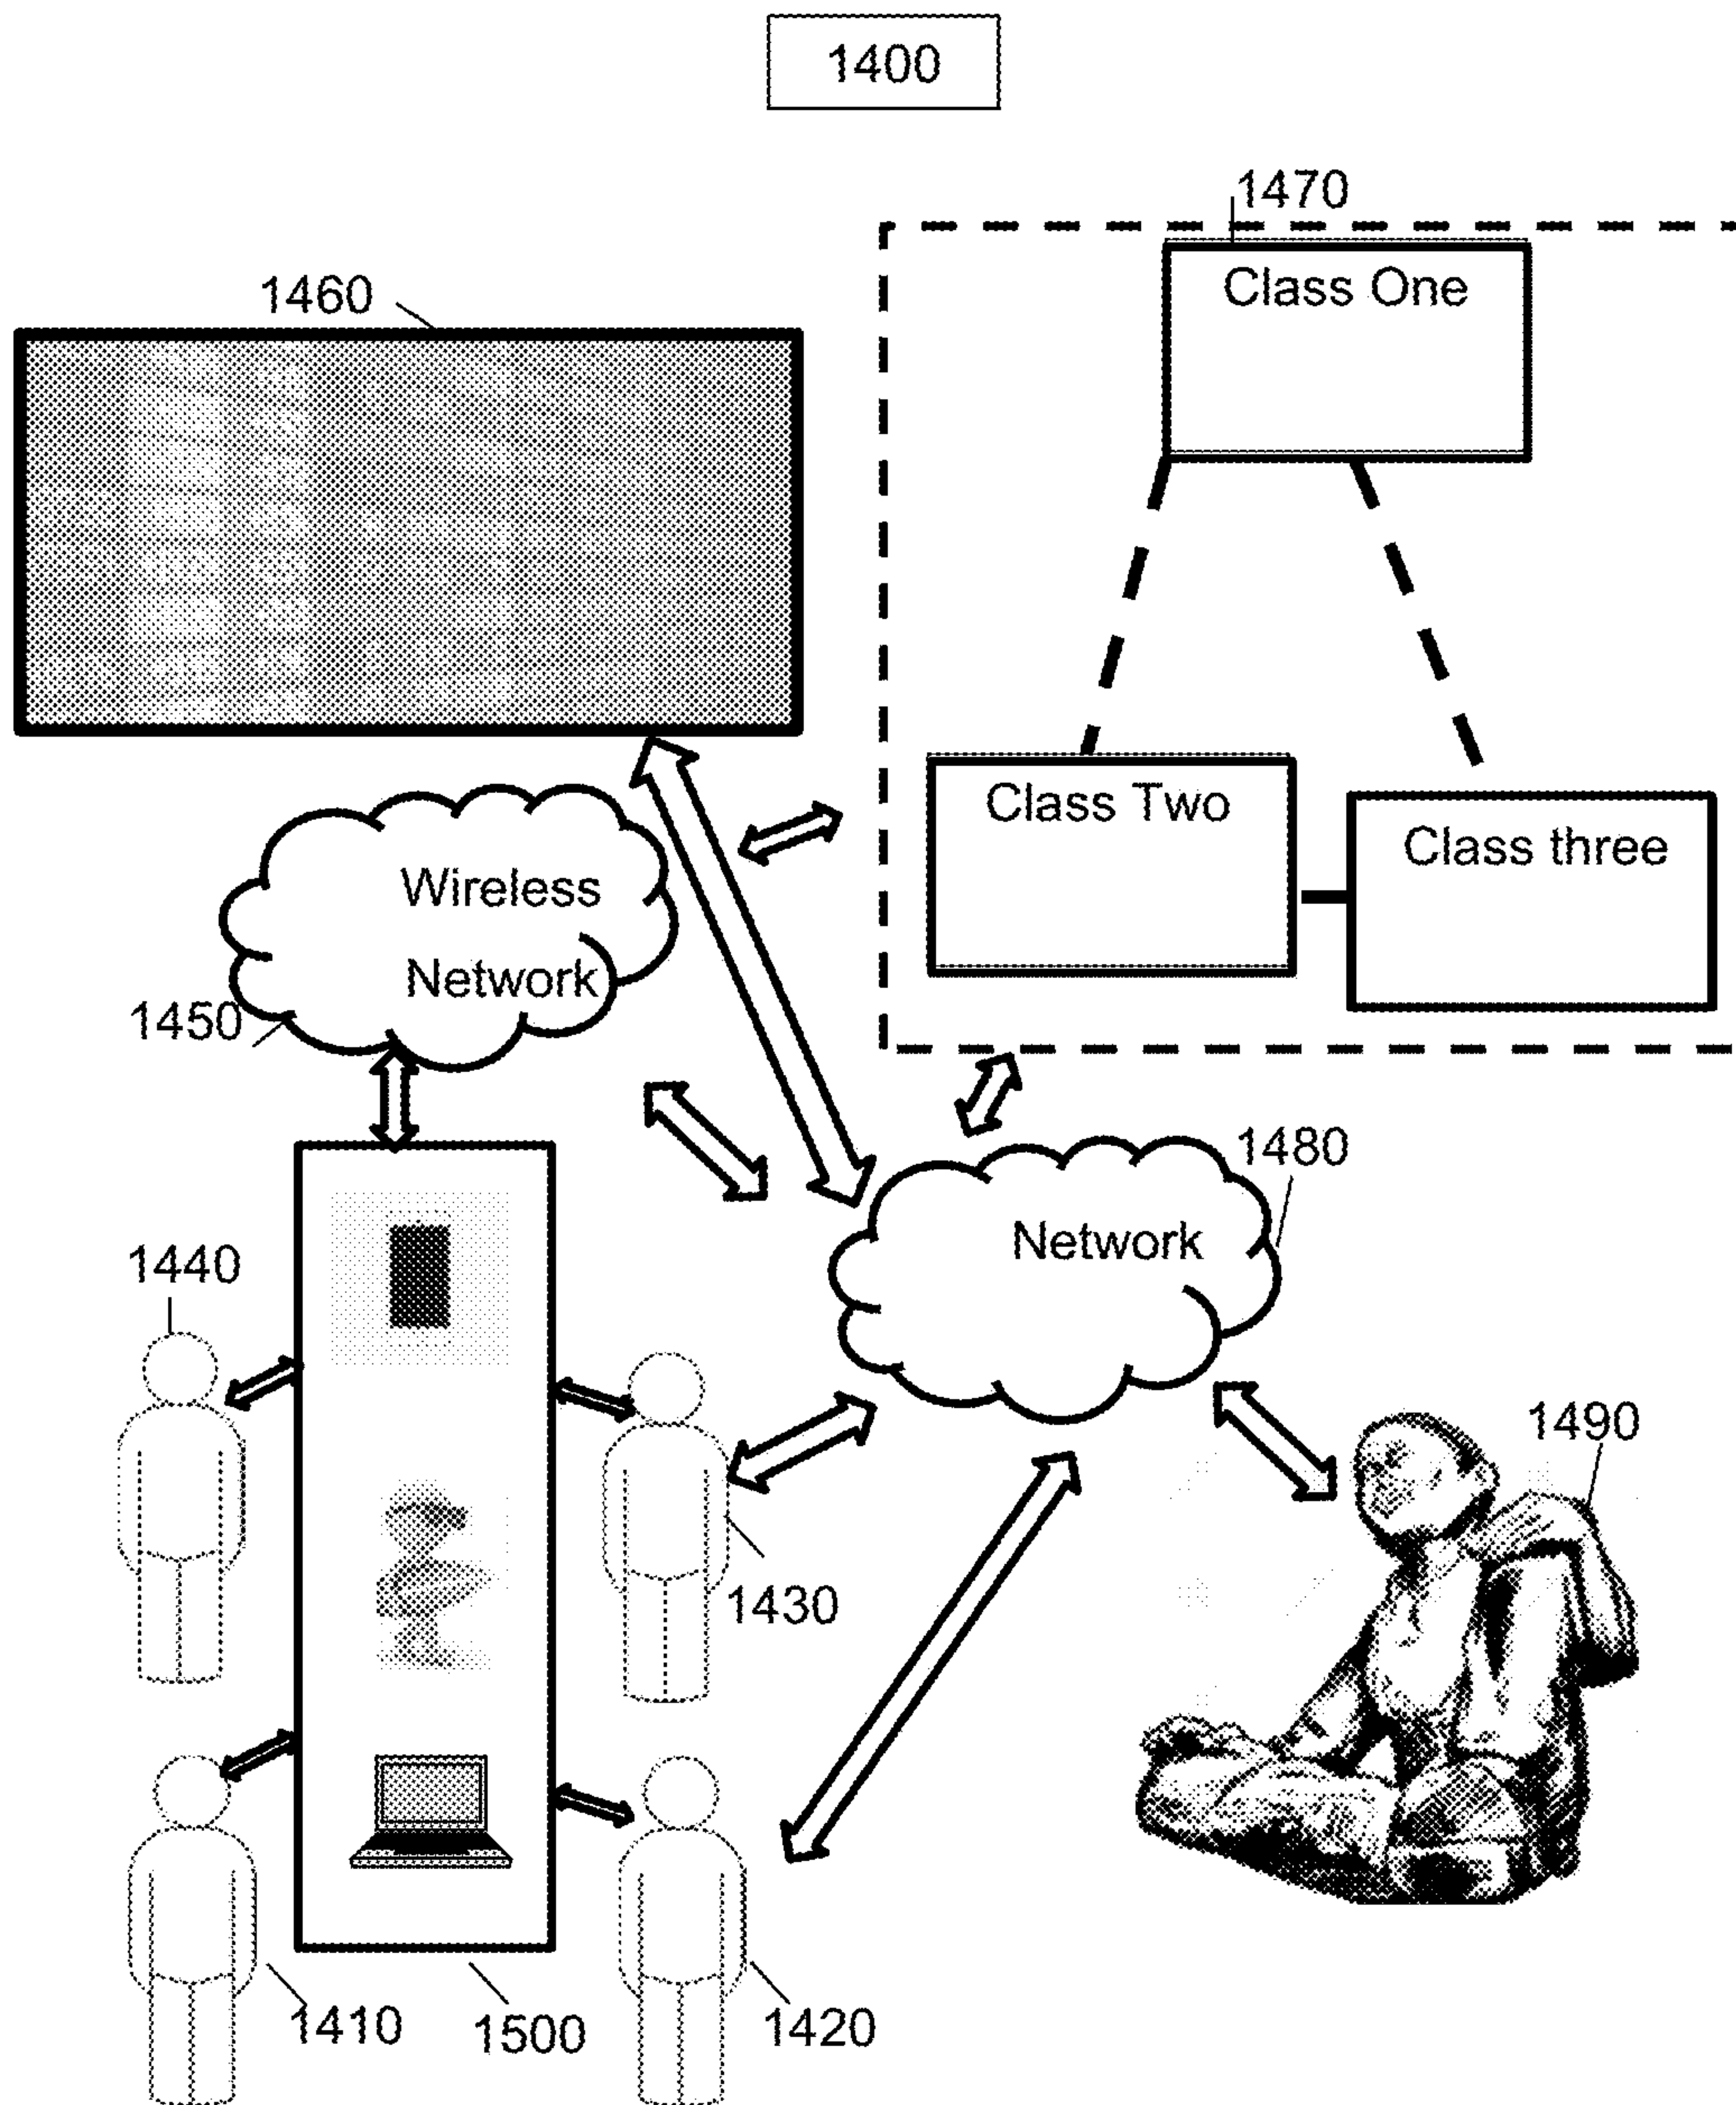 1400
1470
Class One
1460
Class Two
Class three
Wireless
Network
1450
1480
Network
1440
1490
1430
1410
1500
1420